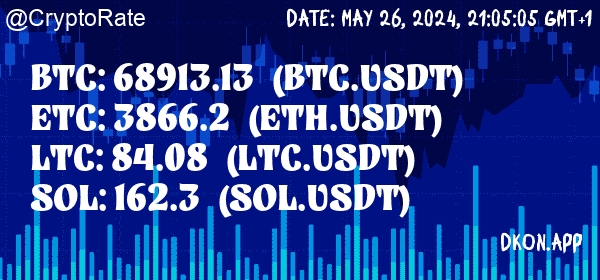 @CryptoRate
DATE: MAY 26, 2024, 21:05:05 GMT+1
BTC: 68913.13 (BTC.USDT)
ETC: 3866.2 (ETH.USDT)
LTC: 84.08 (LTC.USDT)
SOL: 162.3 (SOL.USDT)
DKON.APP